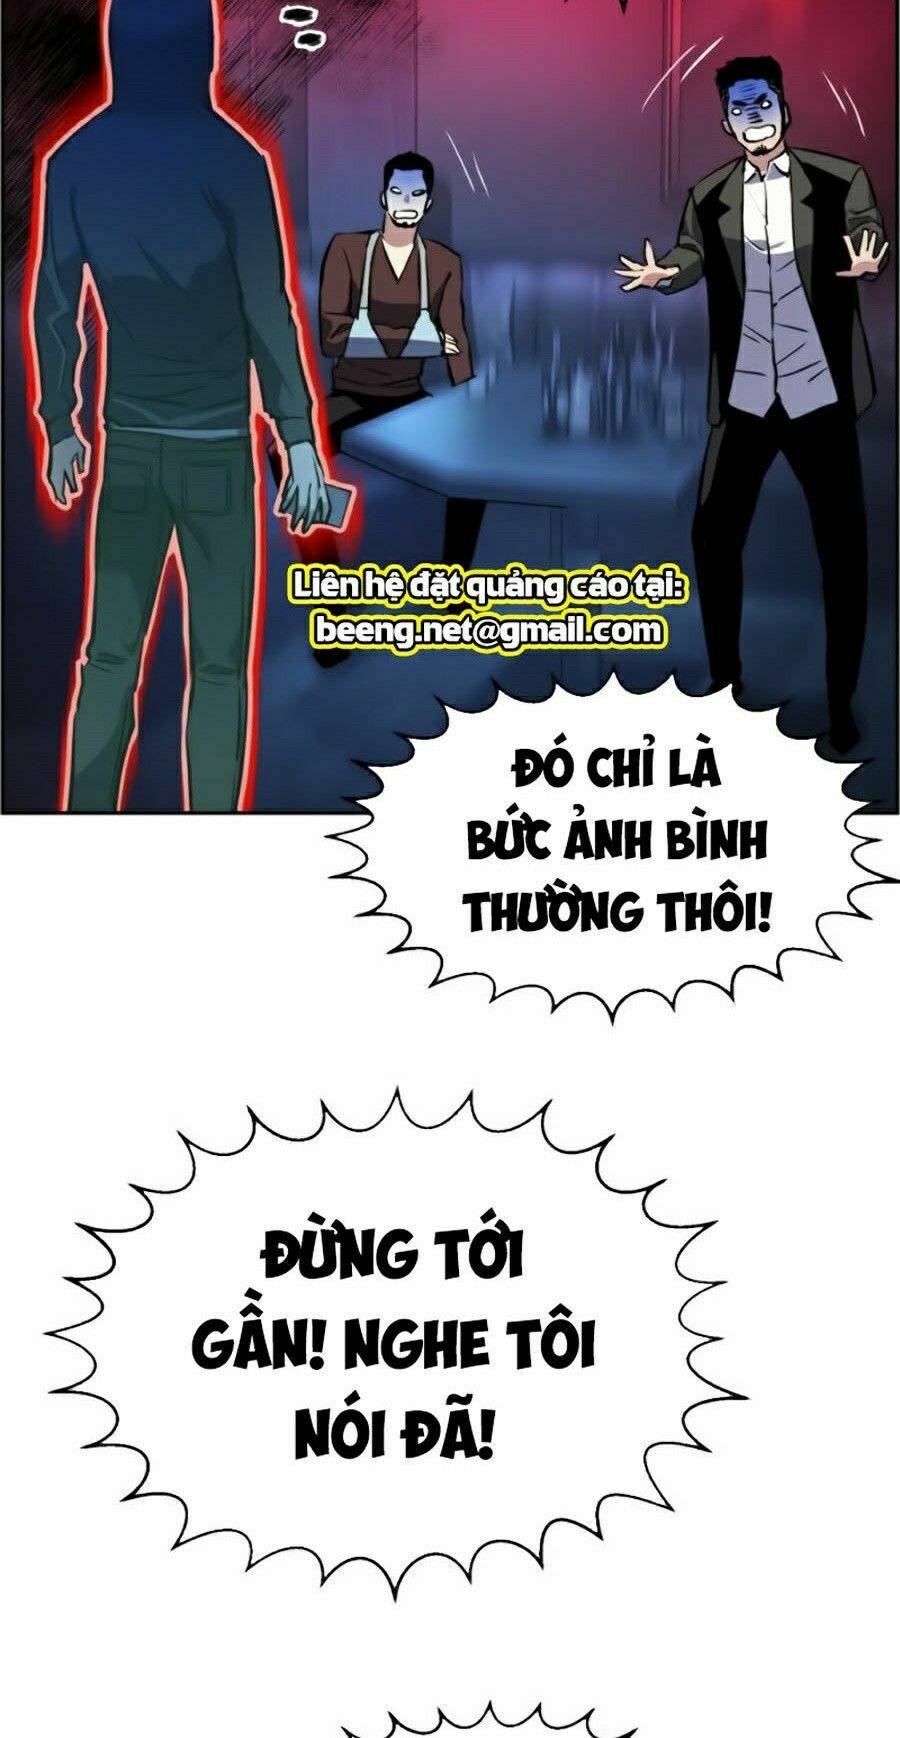 Liên hệ đặt quảng cáo tại:
beeng.net@gmail.com
ĐÓ CHỈ LÀ
BỨC ẢNH BÌNH
THƯỜNG THÔI!
ĐỪNG TỚI
GẦN! NGHE TÔI
NÓI ĐÃ!